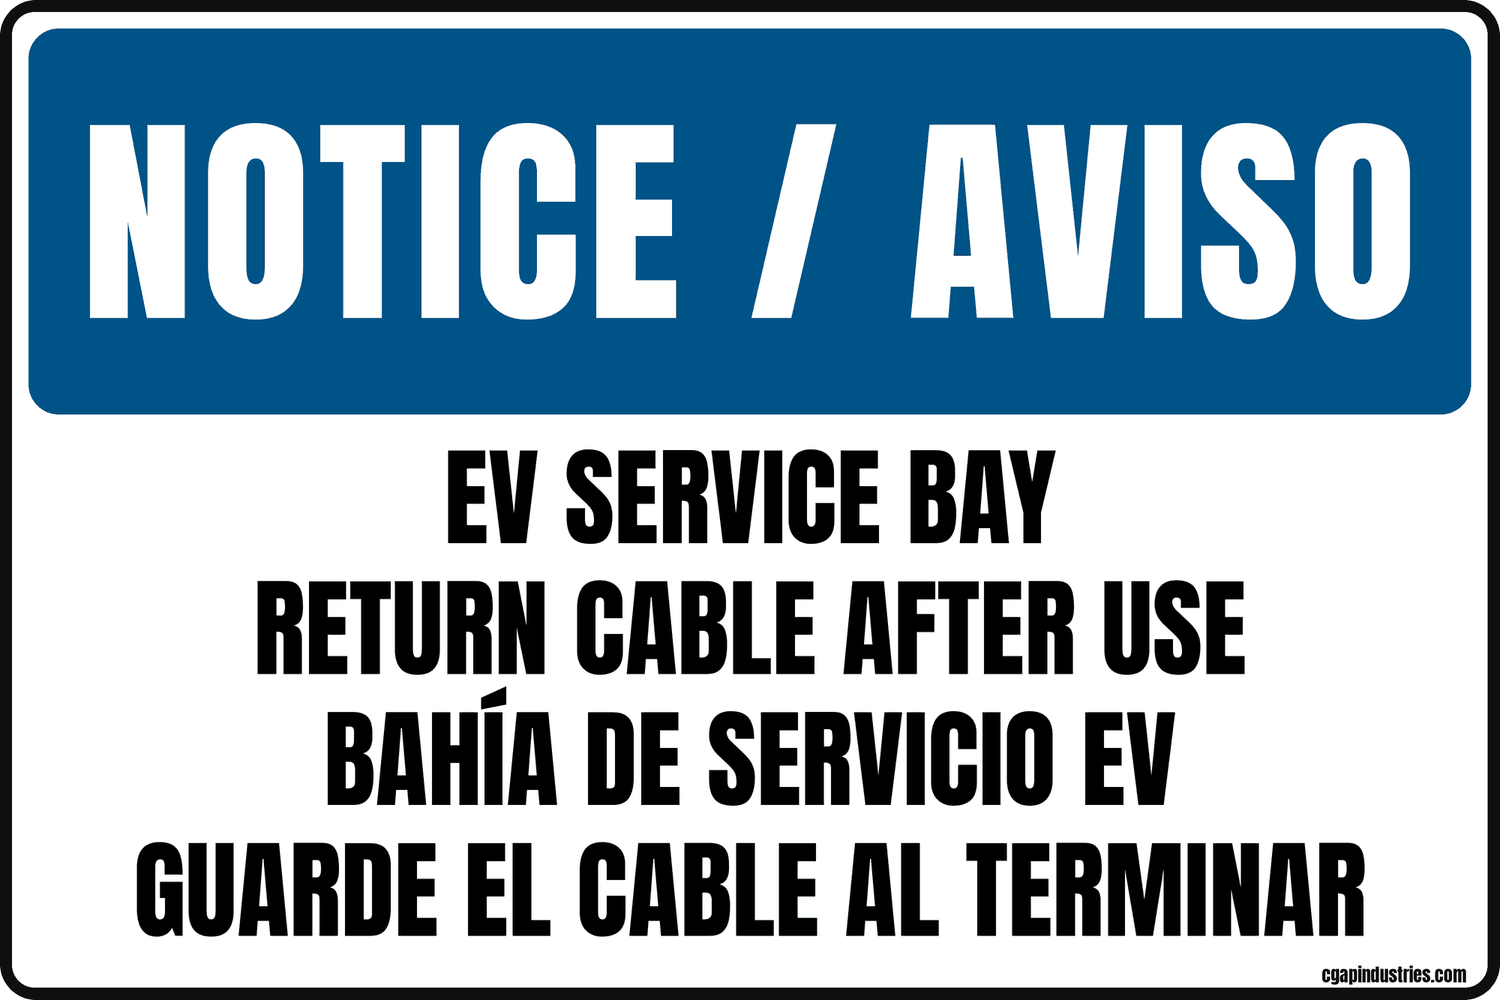 NOTICE / AVISO
EV SERVICE BAY
RETURN CABLE AFTER USE
BAHÍA DE SERVICIO EV
GUARDE EL CABLE AL TERMINAR
cgapindustries.com